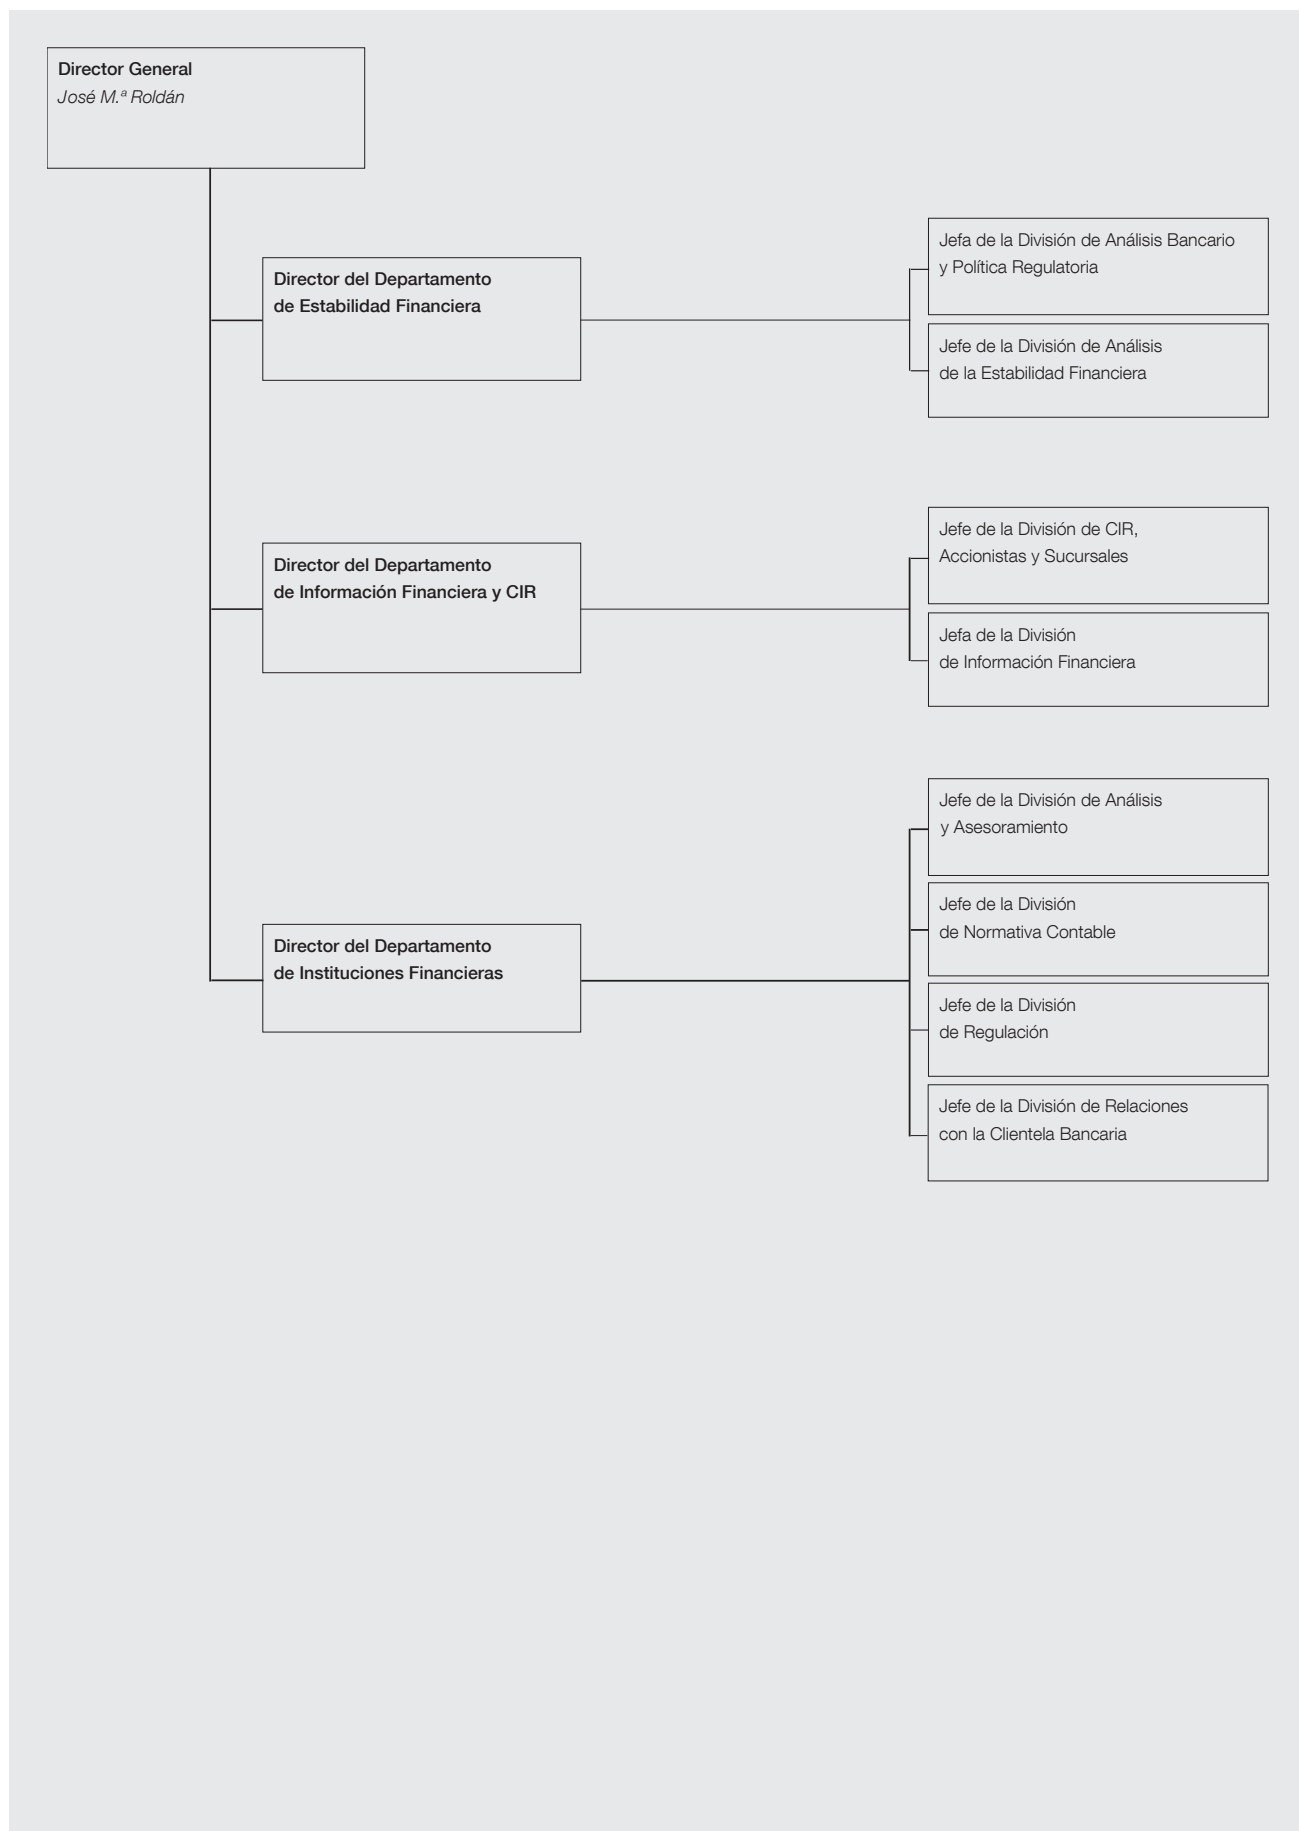 Director General
José M.ª Roldán
Director del Departamento
de Estabilidad Financiera
Jefa de la División de Análisis Bancario
y Política Regulatoria
Jefe de la División de Análisis
de la Estabilidad Financiera
Director del Departamento
de Información Financiera y CIR
Jefe de la División de CIR,
Accionistas y Sucursales
Jefa de la División
de Información Financiera
Director del Departamento
de Instituciones Financieras
Jefe de la División de Análisis
y Asesoramiento
Jefe de la División
de Normativa Contable
Jefe de la División
de Regulación
Jefe de la División de Relaciones
con la Clientela Bancaria